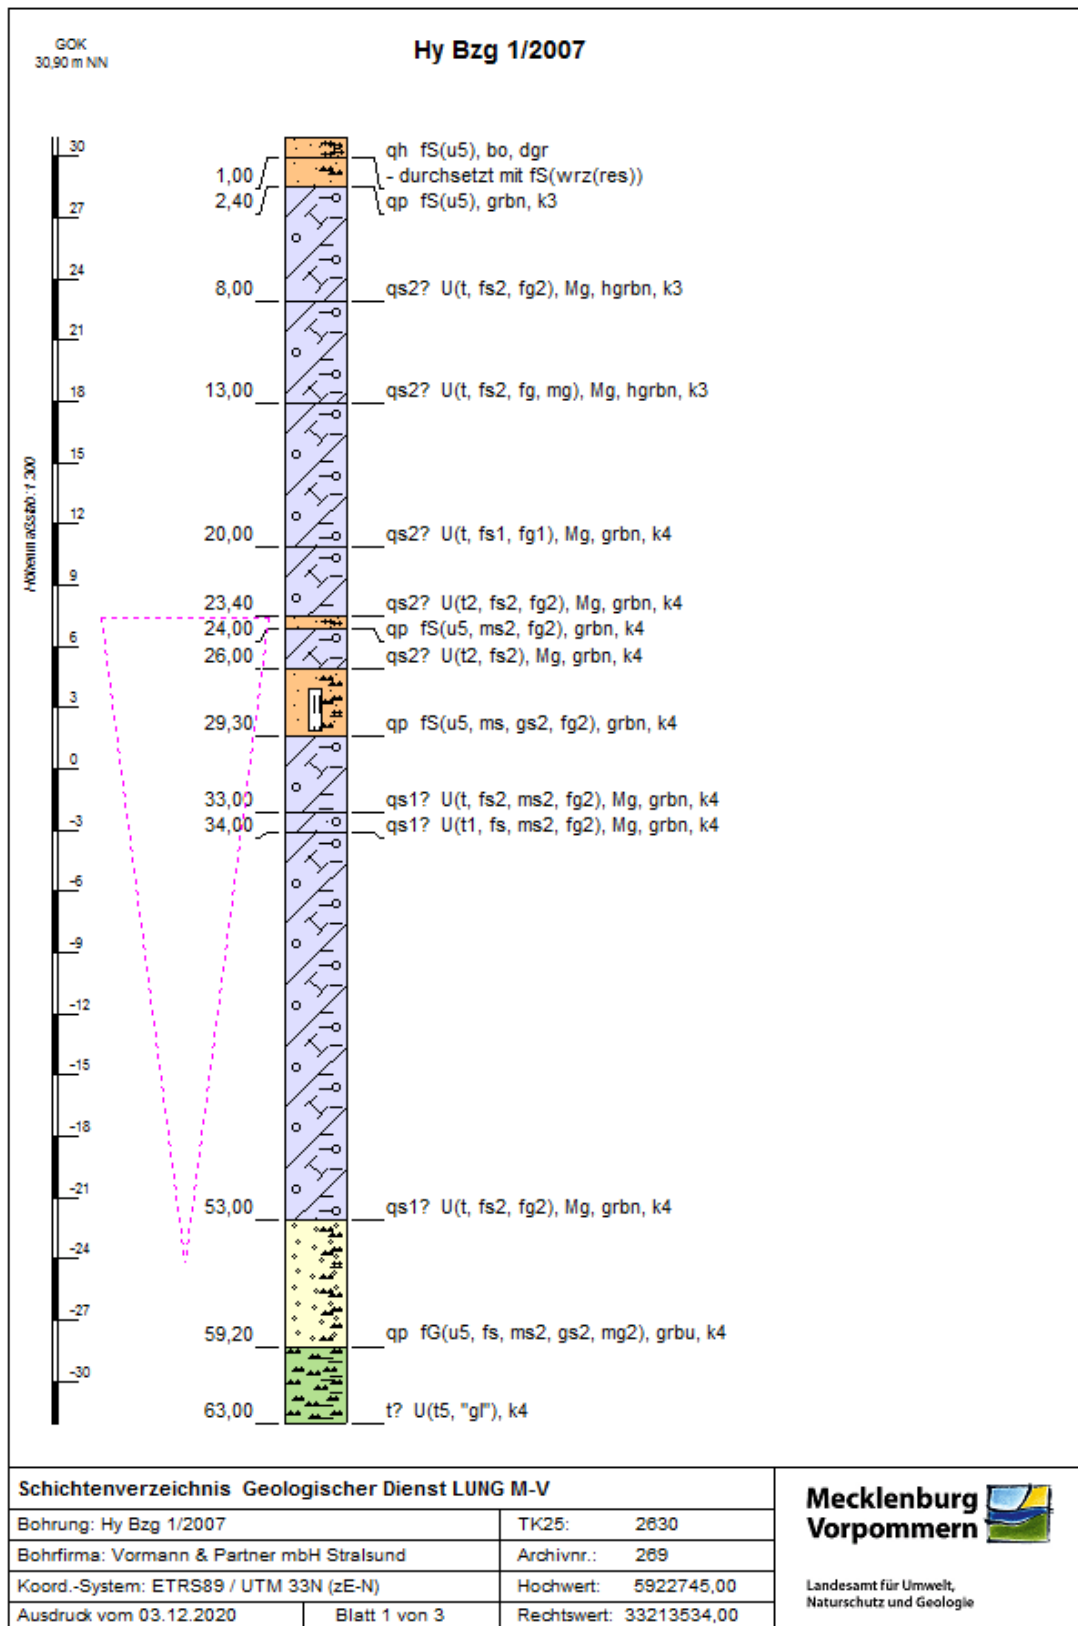 GOK
30,90 m NN
Hy Bzg 1/2007
Höhenmaßstab: 1:300
30
27
24
21
18
15
12
9
6
3
0
-3
-6
-9
-12
-15
-18
-21
-24
-27
-30
qh fS(u5), bo, dgr
1,00
- durchsetzt mit fS(wrz(res))
2,40
qp fS(u5), grbn, k3
8,00
qs2? U(t, fs2, fg2), Mg, hgrbn, k3
13,00
qs2? U(t, fs2, fg, mg), Mg, hgrbn, k3
20,00
qs2? U(t, fs1, fg1), Mg, grbn, k4
23,40
qs2? U(t2, fs2, fg2), Mg, grbn, k4
24,00
qp fS(u5, ms2, fg2), grbn, k4
26,00
qs2? U(t2, fs2), Mg, grbn, k4
29,30
qp fS(u5, ms, gs2, fg2), grbn, k4
33,00
qs1? U(t, fs2, ms2, fg2), Mg, grbn, k4
34,00
qs1? U(t1, fs, ms2, fg2), Mg, grbn, k4
53,00
qs1? U(t, fs2, fg2), Mg, grbn, k4
59,20
qp fG(u5, fs, ms2, gs2, mg2), grbu, k4
63,00
t? U(t5, "gl"), k4
Schichtenverzeichnis Geologischer Dienst LUNG M-V
Bohrung: Hy Bzg 1/2007
TK25: 2630
Bohrfirma: Vormann & Partner mbH Stralsund
Archivnr.: 269
Koord.-System: ETRS89 / UTM 33N (zE-N)
Hochwert: 5922745,00
Ausdruck vom 03.12.2020
Blatt 1 von 3
Rechtswert: 33213534,00
Mecklenburg
Vorpommern
Landesamt für Umwelt,
Naturschutz und Geologie